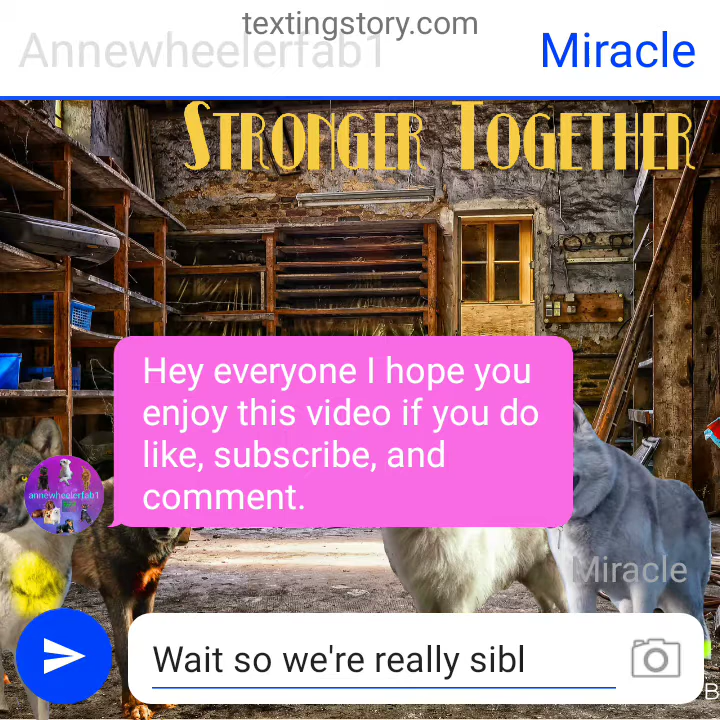 textingstory.com
Annewheelerfab1
Miracle
STRONGER TOGETHER
Hey everyone I hope you
enjoy this video if you do
like, subscribe, and
comment.
annewheelerfab1
Miracle
Wait so we're really sibl
B